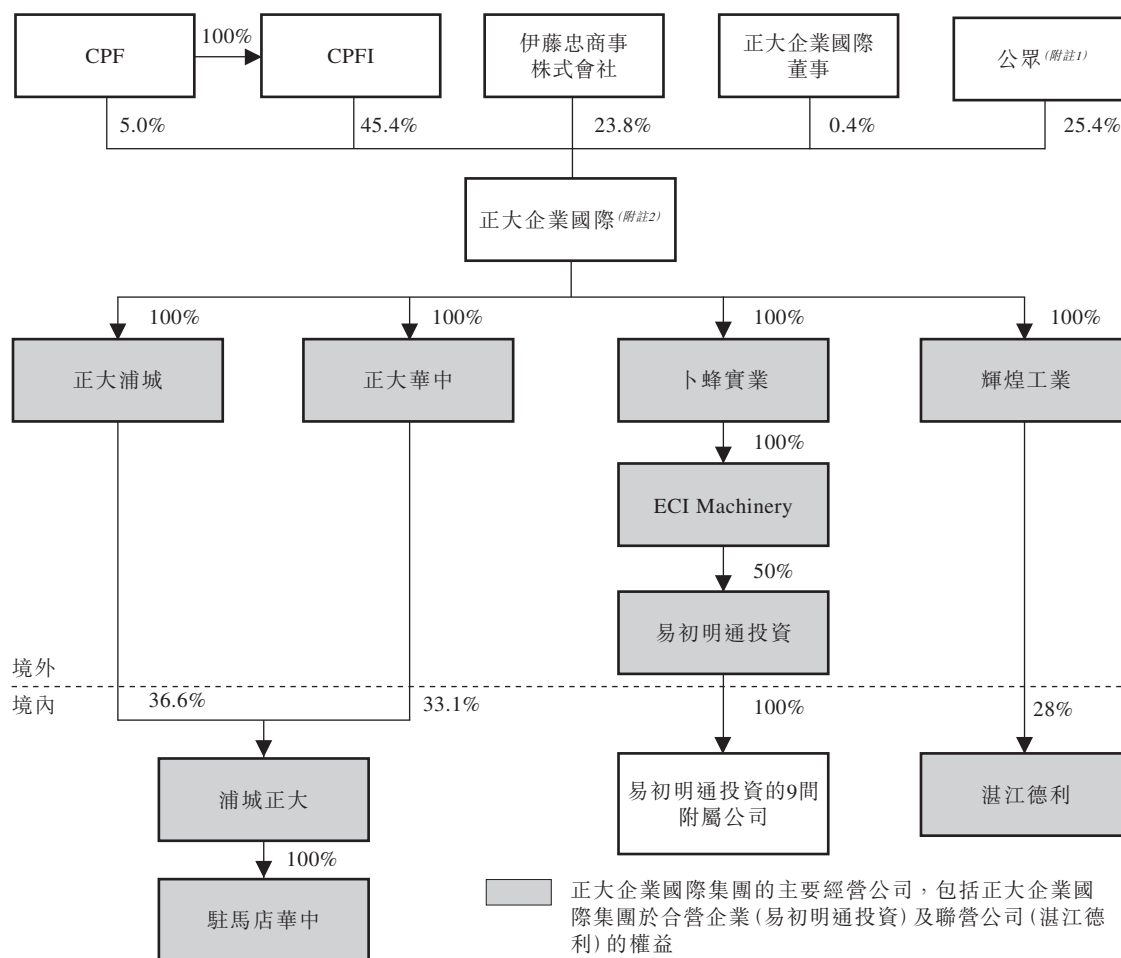 CPF
100%
CPFI
伊藤忠商事
株式會社
正大企業國際
董事
公眾(附註1)
5.0%
45.4%
23.8%
0.4%
25.4%
正大企業國際(附註2)
100%
100%
100%
100%
正大浦城
正大華中
卜蜂實業
輝煌工業
100%
ECI Machinery
50%
易初明通投資
境外
境內
36.6%
33.1%
100%
28%
浦城正大
易初明通投資的9間
附屬公司
湛江德利
100%
駐馬店華中
正大企業國際集團的主要經營公司，包括正大企業國
際集團於合營企業(易初明通投資)及聯營公司(湛江德
利)的權益